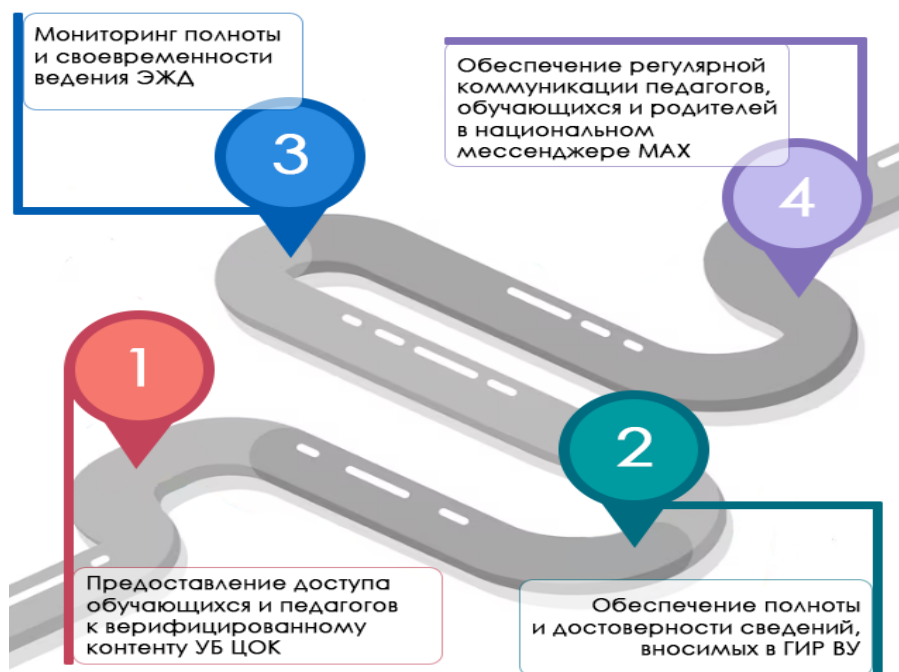 1
Предоставление доступа
обучающихся и педагогов
к верифицированному
контенту УБ ЦОК
2
Обеспечение полноты
и достоверности сведений,
вносимых в ГИР ВУ
3
Мониторинг полноты
и своевременности
ведения ЭЖД
4
Обеспечение регулярной
коммуникации педагогов,
обучающихся и родителей
в национальном
мессенджере МАХ